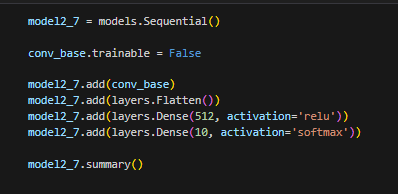 model2_7 = models.Sequential()
conv_base.trainable = False
model2_7.add(conv_base)
model2_7.add(layers.Flatten())
model2_7.add(layers.Dense(512, activation='relu'))
model2_7.add(layers.Dense(10, activation='softmax'))
model2_7.summary()